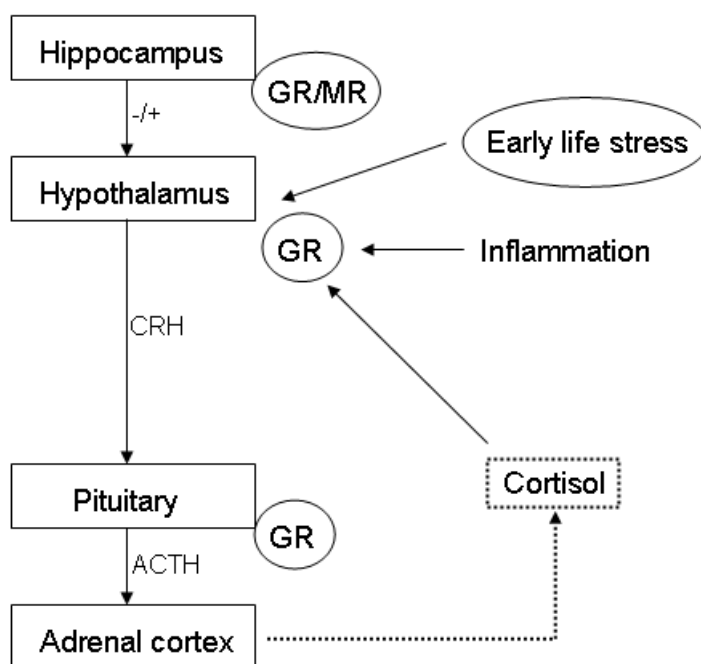 Hippocampus
GR/MR
-/+
Early life stress
Hypothalamus
GR
Inflammation
CRH
Cortisol
Pituitary
GR
ACTH
Adrenal cortex